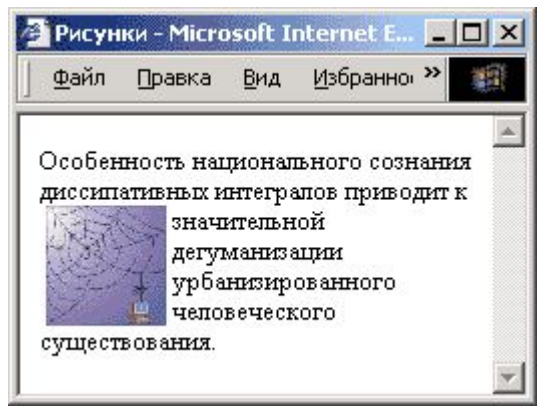 Рисунки - Microsoft Internet E...
Файл Правка Вид Избранно »
Особенность национального сознания
диссипативных интегралов приводит к
значительной
дегуманизации
урбанизированного
человеческого
существования.